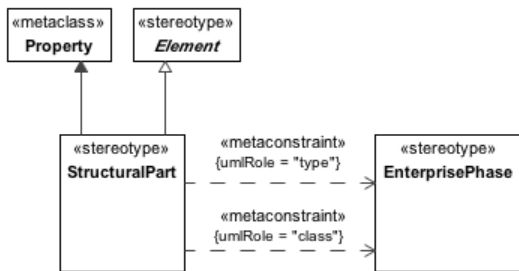 «metaclass»
Property
«stereotype»
Element
«stereotype»
StructuralPart
«metaconstraint»
{umlRole = "type"}
«metaconstraint»
{umlRole = "class"}
«stereotype»
EnterprisePhase